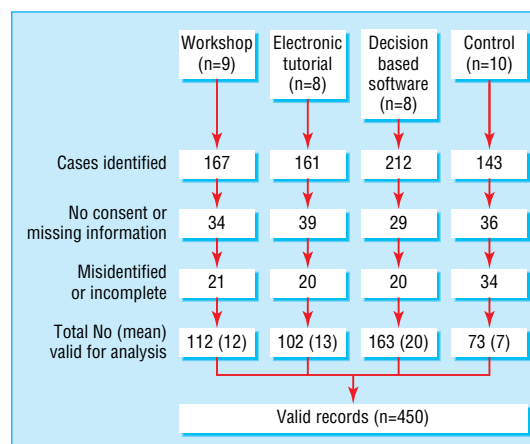 Workshop
(n=9)
Electronic
tutorial
(n=8)
Decision
based
software
(n=8)
Control
(n=10)
Cases identified 167 161 212 143
No consent or
missing information 34 39 29 36
Misidentified
or incomplete 21 20 20 34
Total No (mean)
valid for analysis 112 (12) 102 (13) 163 (20) 73 (7)
Valid records (n=450)